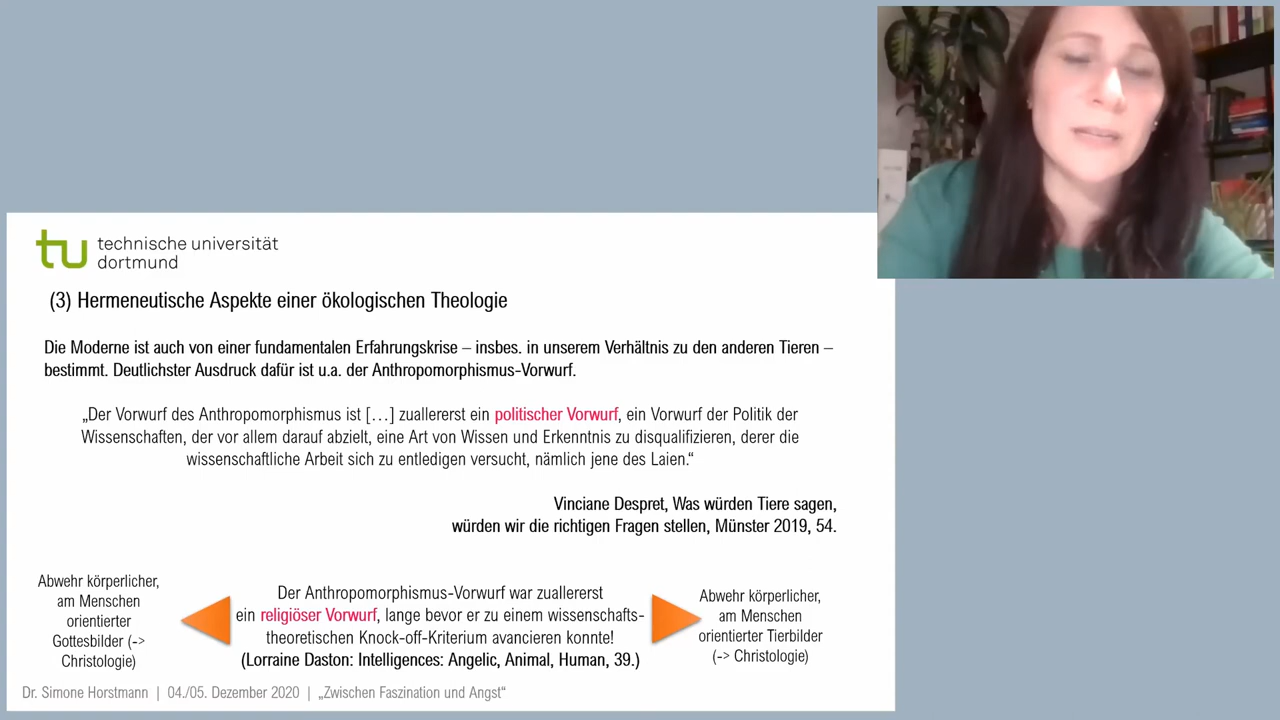 tu technische universität
dortmund
(3) Hermeneutische Aspekte einer ökologischen Theologie
Die Moderne ist auch von einer fundamentalen Erfahrungskrise – insbes. in unserem Verhältnis zu den anderen Tieren –
bestimmt. Deutlichster Ausdruck dafür ist u.a. der Anthropomorphismus-Vorwurf.
„Der Vorwurf des Anthropomorphismus ist […] zuallererst ein politischer Vorwurf, ein Vorwurf der Politik der
Wissenschaften, der vor allem darauf abzielt, eine Art von Wissen und Erkenntnis zu disqualifizieren, derer die
wissenschaftliche Arbeit sich zu entledigen versucht, nämlich jene des Laien.“
Vinciane Despret, Was würden Tiere sagen,
würden wir die richtigen Fragen stellen, Münster 2019, 54.
Abwehr körperlicher,
am Menschen
orientierter
Gottesbilder (->
Christologie)
Der Anthropomorphismus-Vorwurf war zuallererst
ein religiöser Vorwurf, lange bevor er zu einem wissenschafts-
theoretischen Knock-off-Kriterium avancieren konnte!
(Lorraine Daston: Intelligences: Angelic, Animal, Human, 39.)
Abwehr körperlicher,
am Menschen
orientierter Tierbilder
(-> Christologie)
Dr. Simone Horstmann | 04./05. Dezember 2020 | „Zwischen Faszination und Angst“